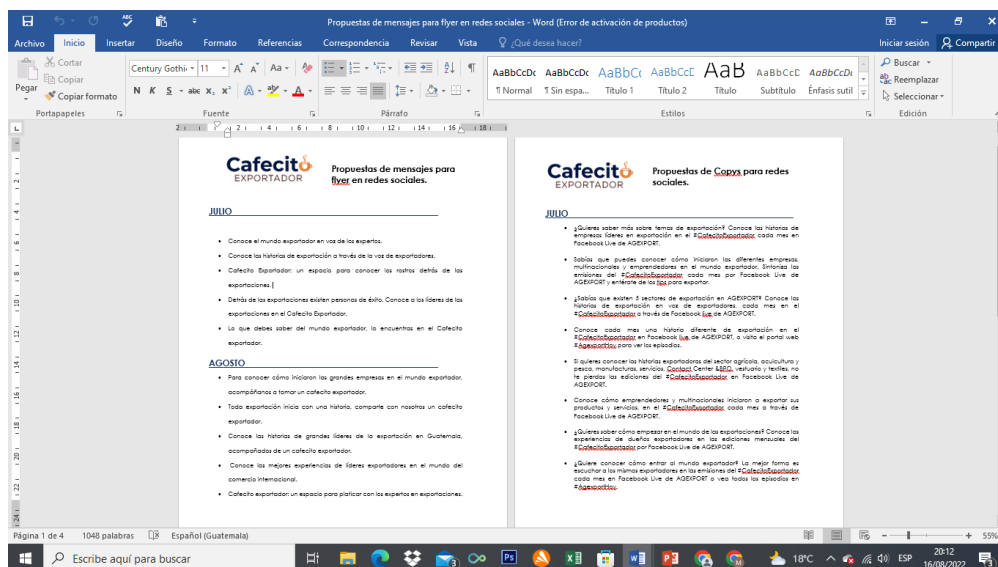 Propuestas de mensajes para flyer en redes sociales - Word (Error de activación de productos)
Archivo Inicio Insertar Diseño Formato Referencias Correspondencia Revisar Vista ¿Qué desea hacer? Iniciar sesión Compartir
Pegar
Cortar
Copiar
Copiar formato
Century Gothic 11
N K S abc X₂ X²
AaBbCcDc AaBbCcDc AaBbC AaBbCcE AaB AaBbCcE AaBbCcDc
¶ Normal ¶ Sin espa... Título 1 Título 2 Título Subtítulo Énfasis sutil
Buscar
Reemplazar
Seleccionar
Portapapeles Fuente Párrafo Estilos Edición
Cafecito
EXPORTADOR
Propuestas de mensajes para
flyer en redes sociales.
JULIO
• Conoce el mundo exportador en voz de los expertos.
• Conoce las historias de exportación a través de la voz de exportadores.
• Cafecito Exportador: un espacio para conocer los rostros detrás de las
exportaciones.
• Detrás de las exportaciones existen personas de éxito. Conoce a los líderes de las
exportaciones en el Cafecito Exportador.
• Lo que debes saber del mundo exportador, lo encuentras en el Cafecito
exportador.
AGOSTO
• Para conocer cómo iniciaron las grandes empresas en el mundo exportador,
acompáñanos a tomar un cafecito exportador.
• Toda exportación inicia con una historia, comparte con nosotros un cafecito
exportador.
• Conoce las historias de grandes líderes de la exportación en Guatemala,
acompañados de un cafecito exportador.
• Conoce las mejores experiencias de líderes exportadores en el mundo del
comercio internacional.
• Cafecito exportador: un espacio para platicar con los expertos en exportaciones.
Cafecito
EXPORTADOR
Propuestas de Copys para redes
sociales.
JULIO
• ¿Quieres saber más sobre temas de exportación? Conoce las historias de
empresas líderes en exportación en el #CafecitoExportador cada mes en
Facebook Live de AGEXPORT.
• Sabías que puedes conocer cómo iniciaron las diferentes empresas,
multinacionales y emprendedores en el mundo exportador. Sintoniza las
emisiones del #CafecitoExportador cada mes por Facebook Live de
AGEXPORT y entérate de los tips para exportar.
• ¿Sabías que existen 5 sectores de exportación en AGEXPORT? Conoce las
historias de exportación en voz de exportadores, cada mes en el
#CafecitoExportador a través de Facebook Live de AGEXPORT.
• Conoce cada mes una historia diferente de exportación en el
#CafecitoExportador en Facebook Live de AGEXPORT, o visita el portal web
#AgexportHoy para ver los episodios.
• Si quieres conocer las historias exportadoras del sector agrícola, acuicultura y
pesca, manufacturas, servicios, Contact Center &BPO, vestuario y textiles, no
te pierdas las ediciones del #CafecitoExportador en Facebook Live de
AGEXPORT.
• Conoce cómo emprendedores y multinacionales iniciaron a exportar sus
productos y servicios, en el #CafecitoExportador cada mes a través de
Facebook Live de AGEXPORT.
• ¿Quieres saber cómo empezar en el mundo de las exportaciones? Conoce las
experiencias de dueños exportadores en las ediciones mensuales del
#CafecitoExportador por Facebook Live de AGEXPORT.
• ¿Quiere conocer cómo entrar al mundo exportador? La mejor forma es
escuchar a los mismos exportadores en las emisiones del #CafecitoExportador
cada mes en Facebook Live de AGEXPORT o vea todos los episodios en
#AgexportHoy.
Página 1 de 4 1048 palabras Español (Guatemala) 55%
Escribe aquí para buscar
18°C ESP 20:12
16/08/2022